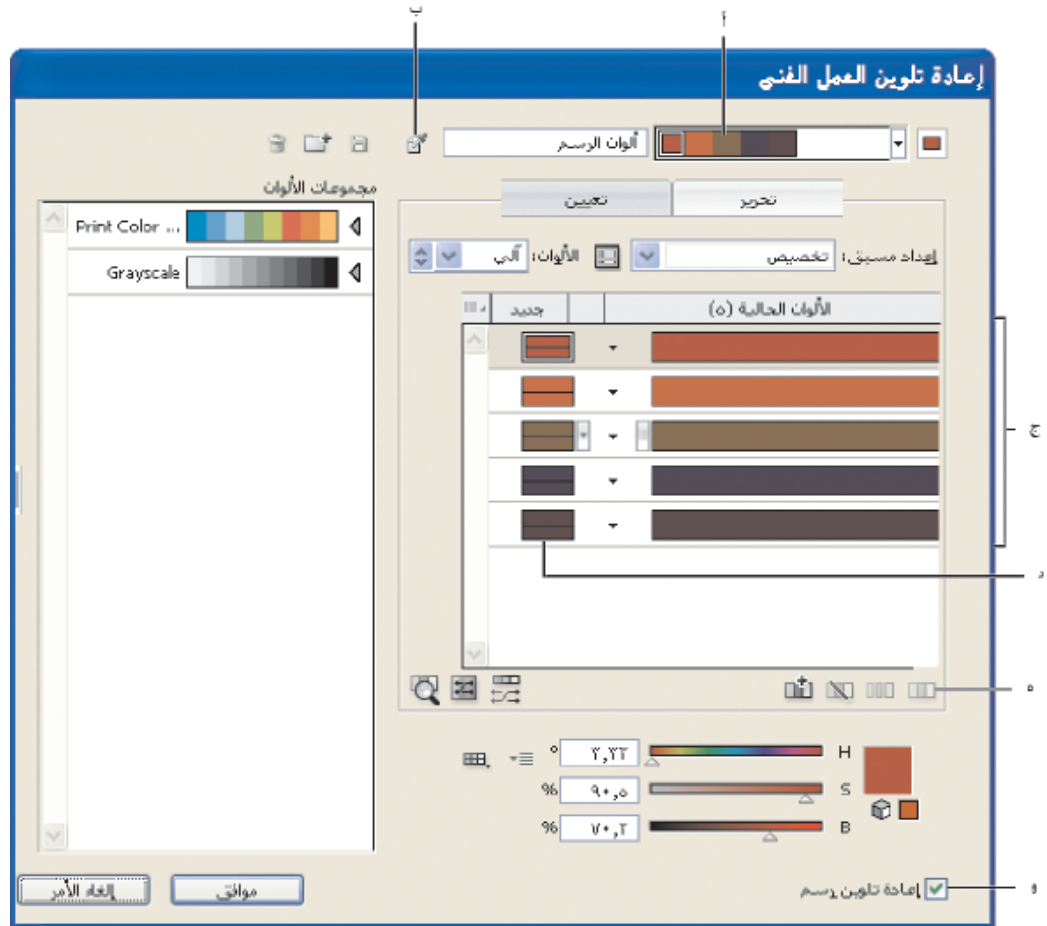 ب
أ
إعادة تلوين العمل الفني
ألوان الرسم
مجموعات الألوان
تحرير
تعيين
Print Color ...
Grayscale
إعداد مسبق: تخصيص
الألوان: آلي
الألوان الحالية (٥)
جديد
ج
د
ه
H ٢,٢٢ °
S ٩٠,٥ %
B ٧٠,٢ %
و
إعادة تلوين رسم
موافق
إلغاء الأمر